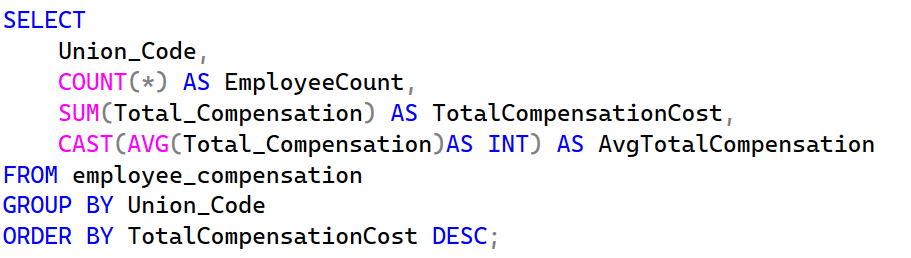 SELECT
    Union_Code,
    COUNT(*) AS EmployeeCount,
    SUM(Total_Compensation) AS TotalCompensationCost,
    CAST(AVG(Total_Compensation)AS INT) AS AvgTotalCompensation
FROM employee_compensation
GROUP BY Union_Code
ORDER BY TotalCompensationCost DESC;